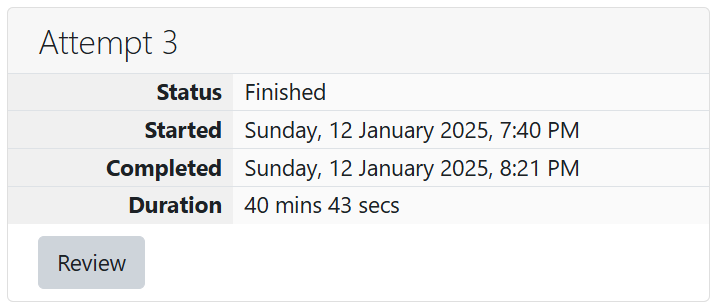 Attempt 3
Status Finished
Started Sunday, 12 January 2025, 7:40 PM
Completed Sunday, 12 January 2025, 8:21 PM
Duration 40 mins 43 secs
Review